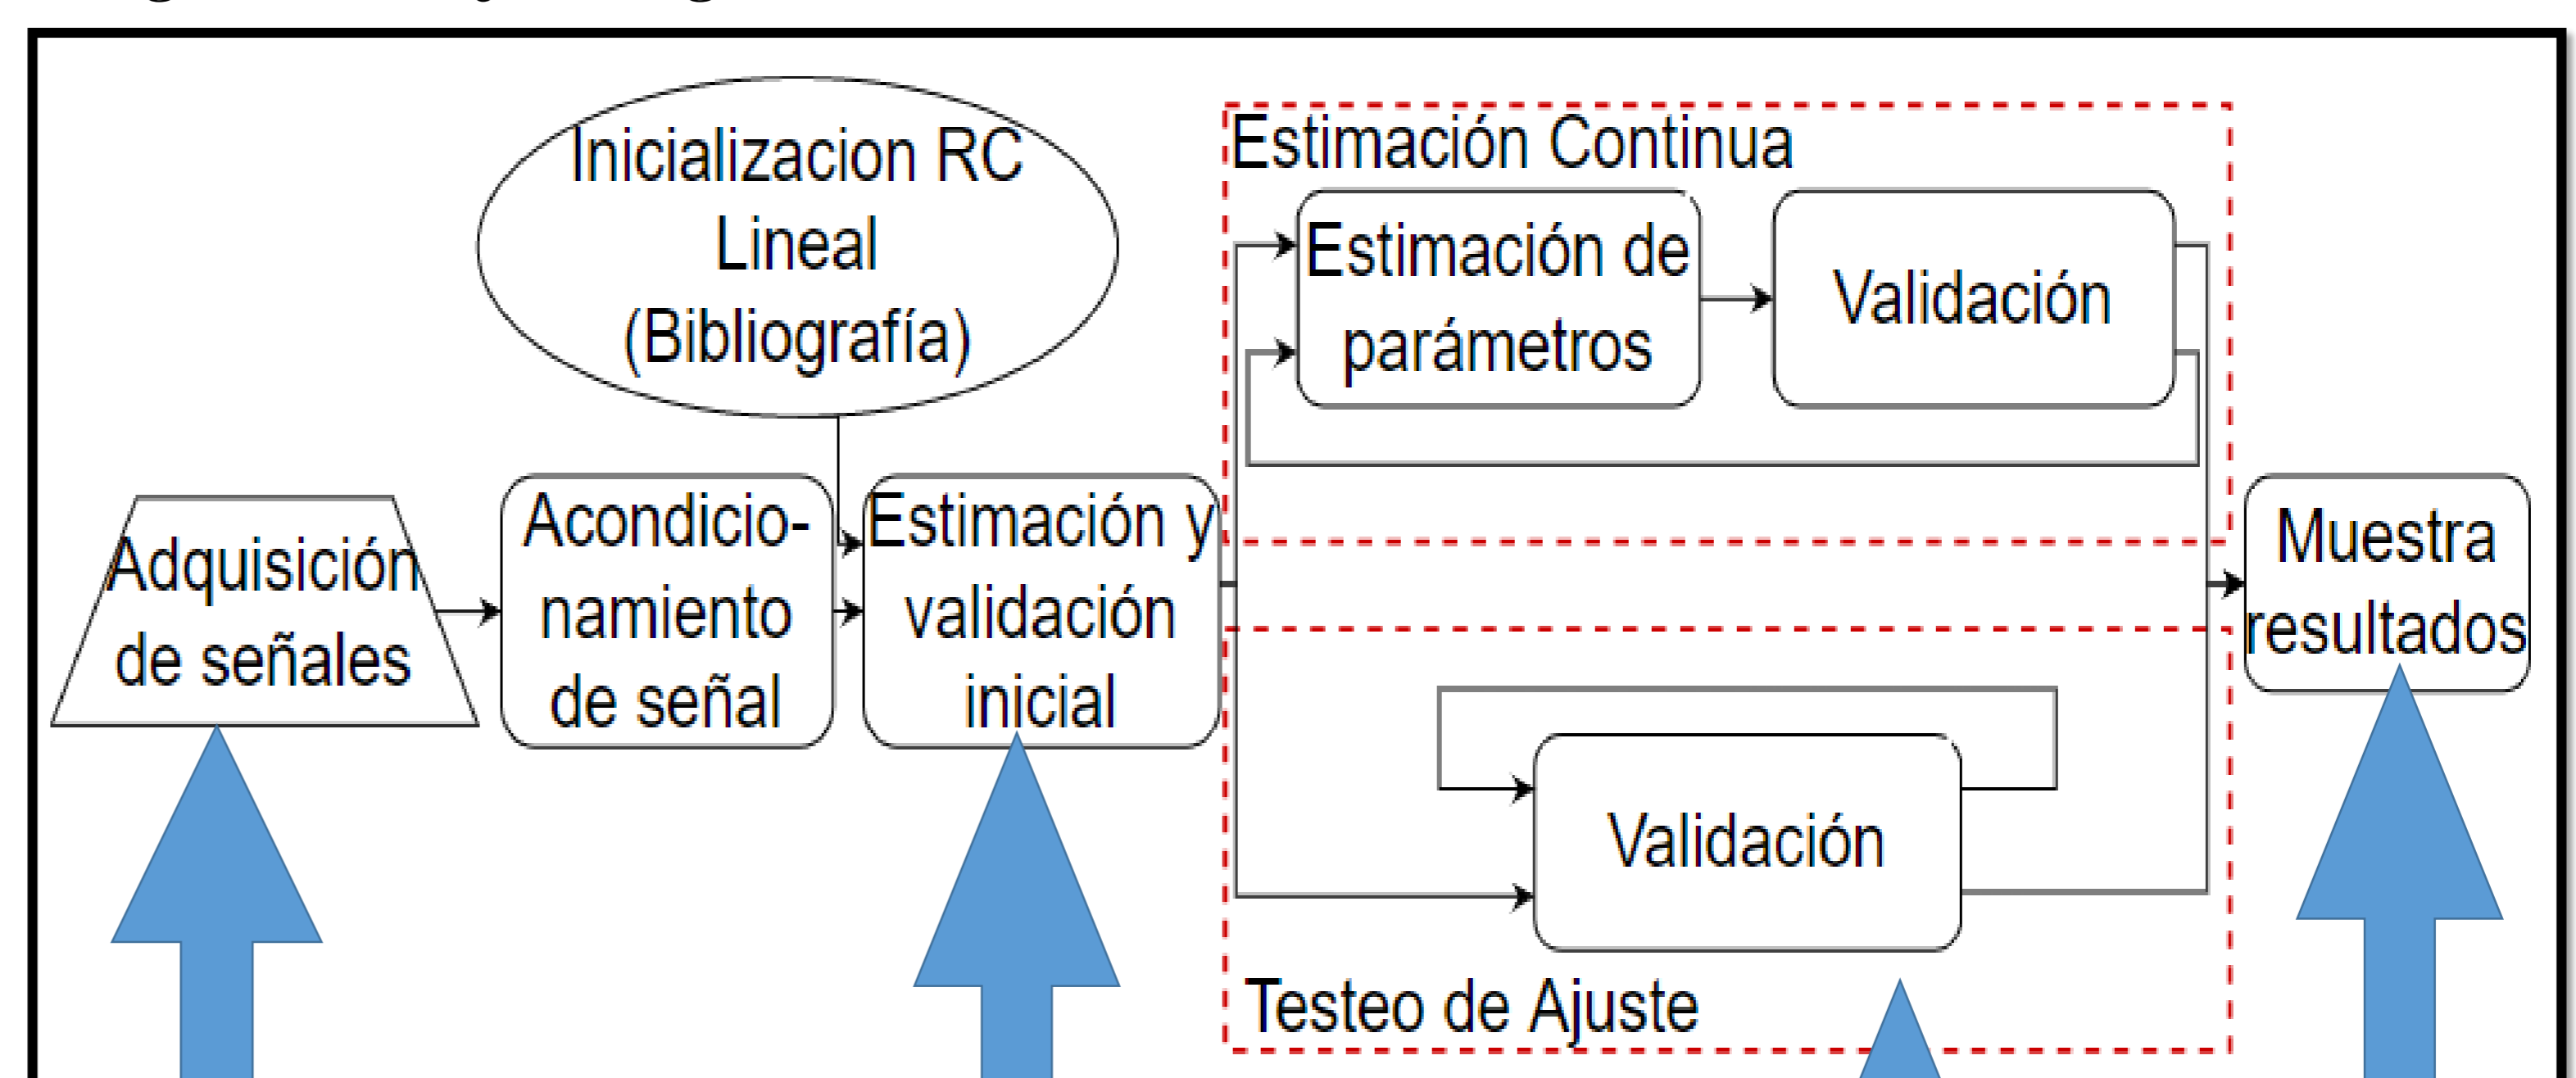 Inicializacion RC
Lineal
(Bibliografía)
Adquisición
de señales
Acondicio-
namiento
de señal
Estimación y
validación
inicial
Estimación Continua
Estimación de
parámetros
Validación
Validación
Testeo de Ajuste
Muestra
resultados